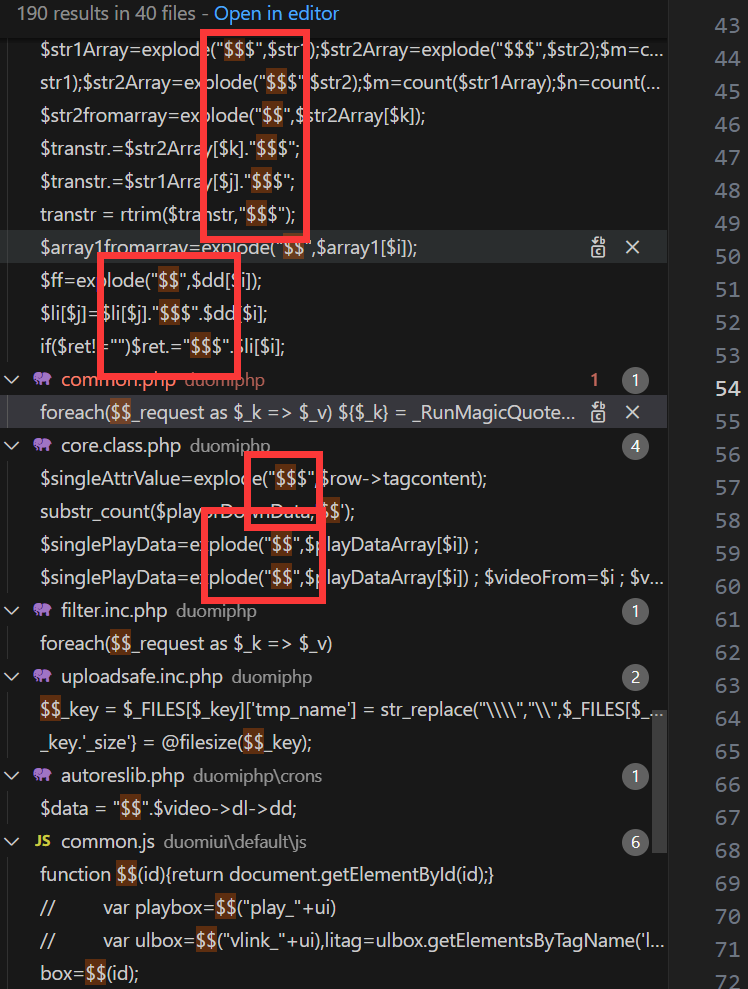 190 results in 40 files - Open in editor
$str1Array=explode("$$$",$str1);$str2Array=explode("$$$",$str2);$m=c...
str1);$str2Array=explode("$$$",$str2);$m=count($str1Array);$n=count(...
$str2fromarray=explode("$$",$str2Array[$k]);
$transtr.=$str2Array[$k]."$$$";
$transtr.=$str1Array[$j]."$$$";
transtr = rtrim($transtr,"$$$");
$array1fromarray=explode("$$",$array1[$i]);
$ff=explode("$$",$dd[$i]);
$li[$j]=$li[$j]."$$$".$dd[$i];
if($ret!="")$ret.="$$$".$li[$i];
common.php duomiphp 1 1
foreach($$_request as $_k => $_v) ${$_k} = _RunMagicQuote...
core.class.php duomiphp 4
$singleAttrValue=explode("$$$",$row->tagcontent);
substr_count($playorDownData,'$$');
$singlePlayData=explode("$$",$playDataArray[$i]) ;
$singlePlayData=explode("$$",$playDataArray[$i]) ; $videoFrom=$i ; $v...
filter.inc.php duomiphp 1
foreach($$_request as $_k => $_v)
uploadsafe.inc.php duomiphp 2
$$_key = $_FILES[$_key]['tmp_name'] = str_replace("\\\\","\\",$_FILES[$_...
_key.'_size'} = @filesize($$_key);
autoreslib.php duomiphp\crons 1
$data = "$$".$video->dl->dd;
JS common.js duomiui\default\js 6
function $$(id){return document.getElementById(id);}
// var playbox=$$("play_"+ui)
// var ulbox=$$("vlink_"+ui),litag=ulbox.getElementsByTagName('l...
box=$$(id);
43
44
45
46
47
48
49
50
51
52
53
54
55
56
57
58
59
60
61
62
63
64
65
66
67
68
69
70
71
72